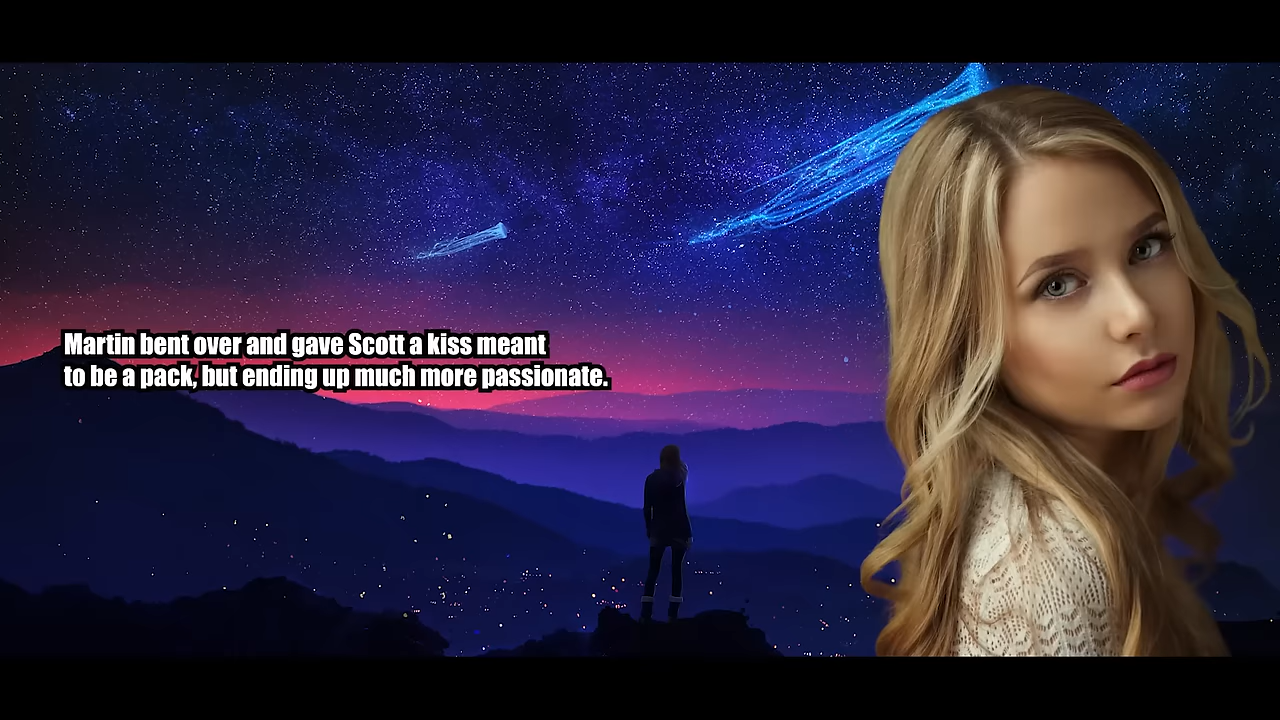 Martin bent over and gave Scott a kiss meant
to be a pack, but ending up much more passionate.